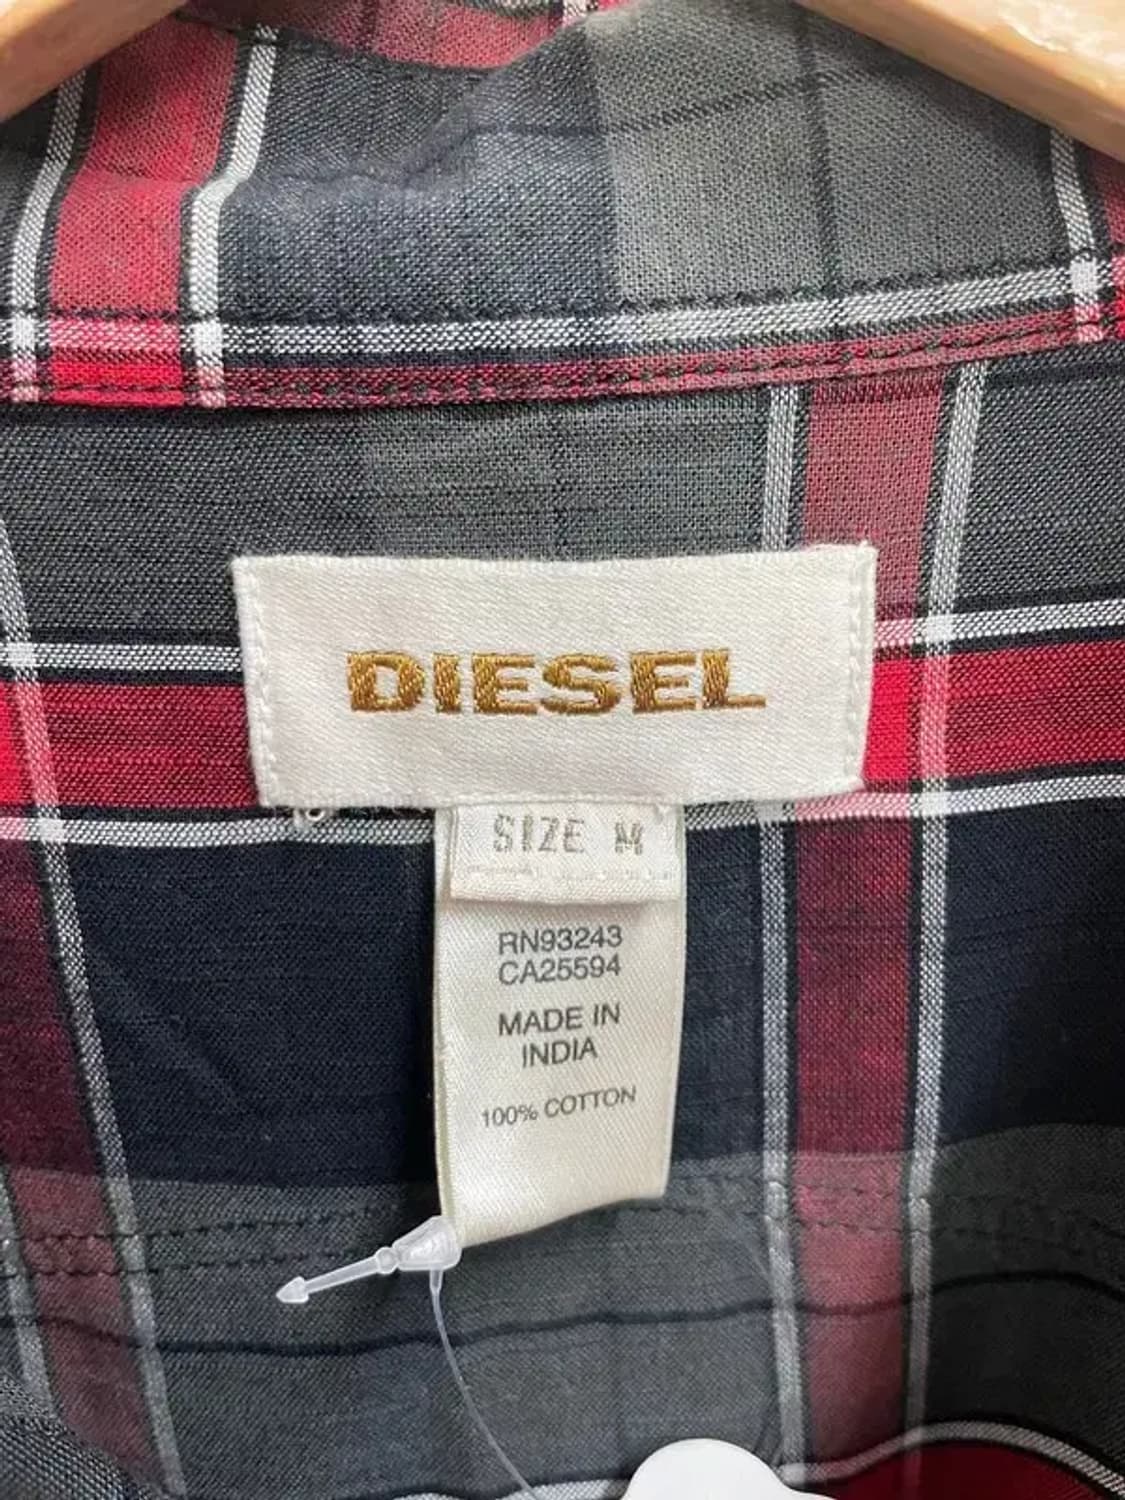 DIESEL
SIZE M
RN93243
CA25594
MADE IN
INDIA
100% COTTON